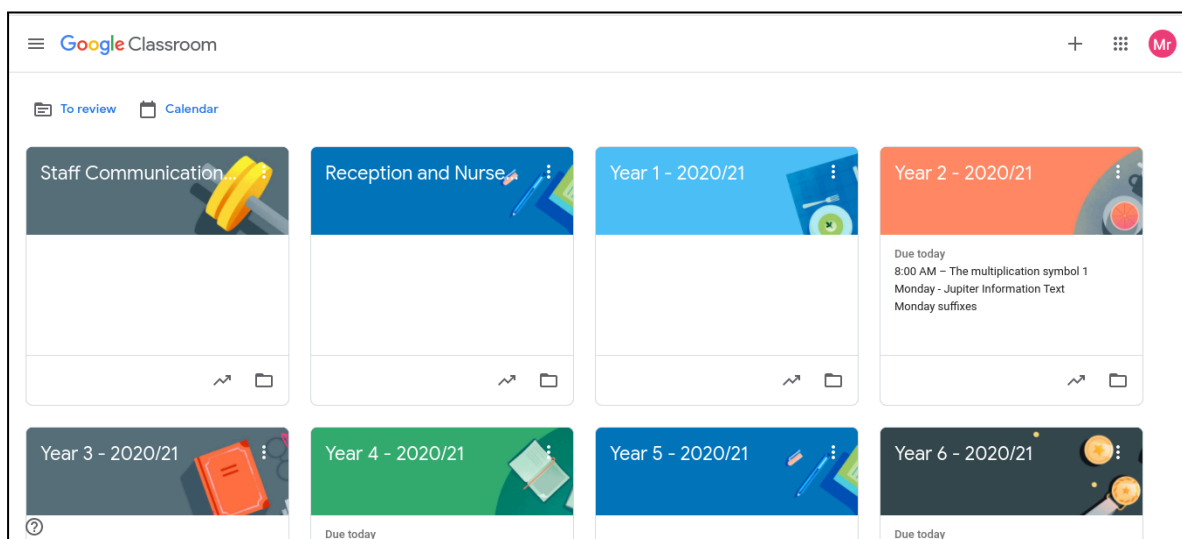 Google Classroom
Mr
To review Calendar
Staff Communication...
Reception and Nurse...
Year 1 - 2020/21
Year 2 - 2020/21
Due today
8:00 AM – The multiplication symbol 1
Monday - Jupiter Information Text
Monday suffixes
Year 3 - 2020/21
Year 4 - 2020/21
Year 5 - 2020/21
Year 6 - 2020/21
Due today
Due today